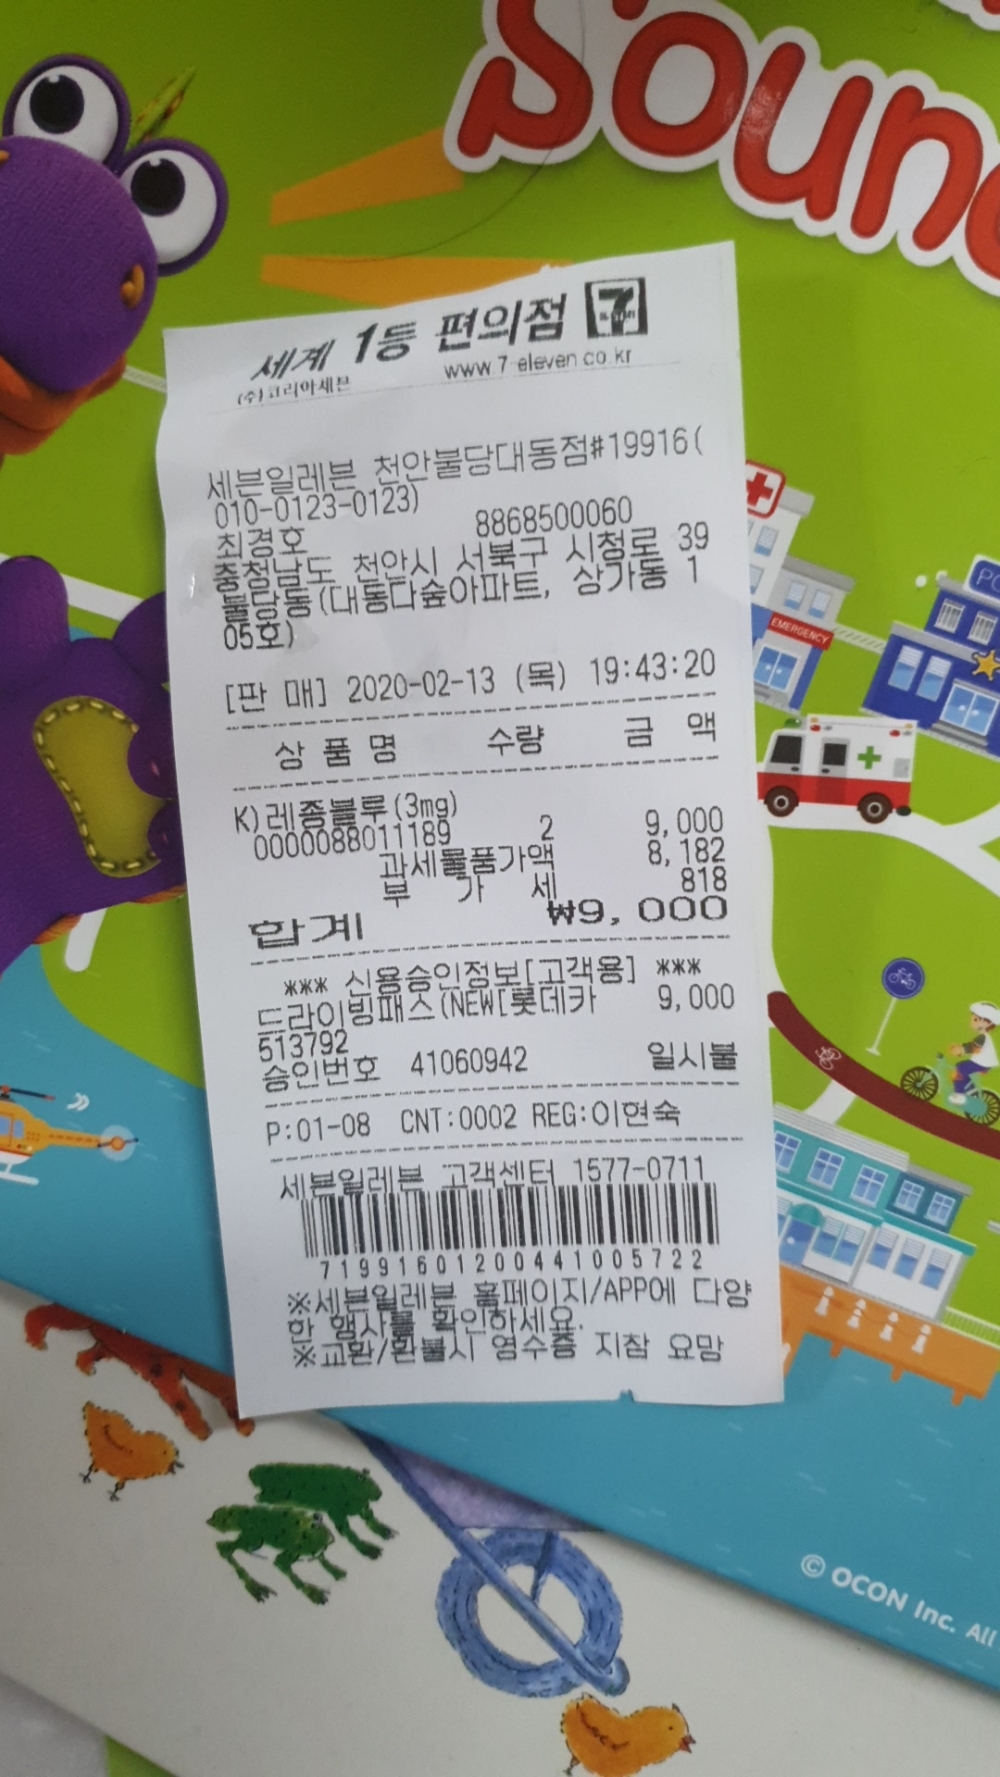 Soun
세계 1등 편의점 7
(주)코리아세븐 www.7-eleven.co.kr
세븐일레븐 천안불당대동점#19916(
010-0123-0123)
최경호 8868500060
충청남도 천안시 서북구 시청로 39
불당동(대동다숲아파트, 상가동 1
05호)
[판 매] 2020-02-13 (목) 19:43:20
상 품 명 수량 금 액
K)레종블루(3mg)
0000088011189 2 9,000
과세물품가액 8,182
부 가 세 818
합계 ₩9,000
*** 신용승인정보[고객용] ***
드라이빙패스(NEW[롯데카 9,000
513792
승인번호 41060942 일시불
P:01-08 CNT:0002 REG:이현숙
세븐일레븐 고객센터 1577-0711
71991601200441005722
※세븐일레븐 홈페이지/APP에 다양
한 행사를 확인하세요.
※교환/환불시 영수증 지참 요망
EMERGENCY
PO
© OCON Inc. All